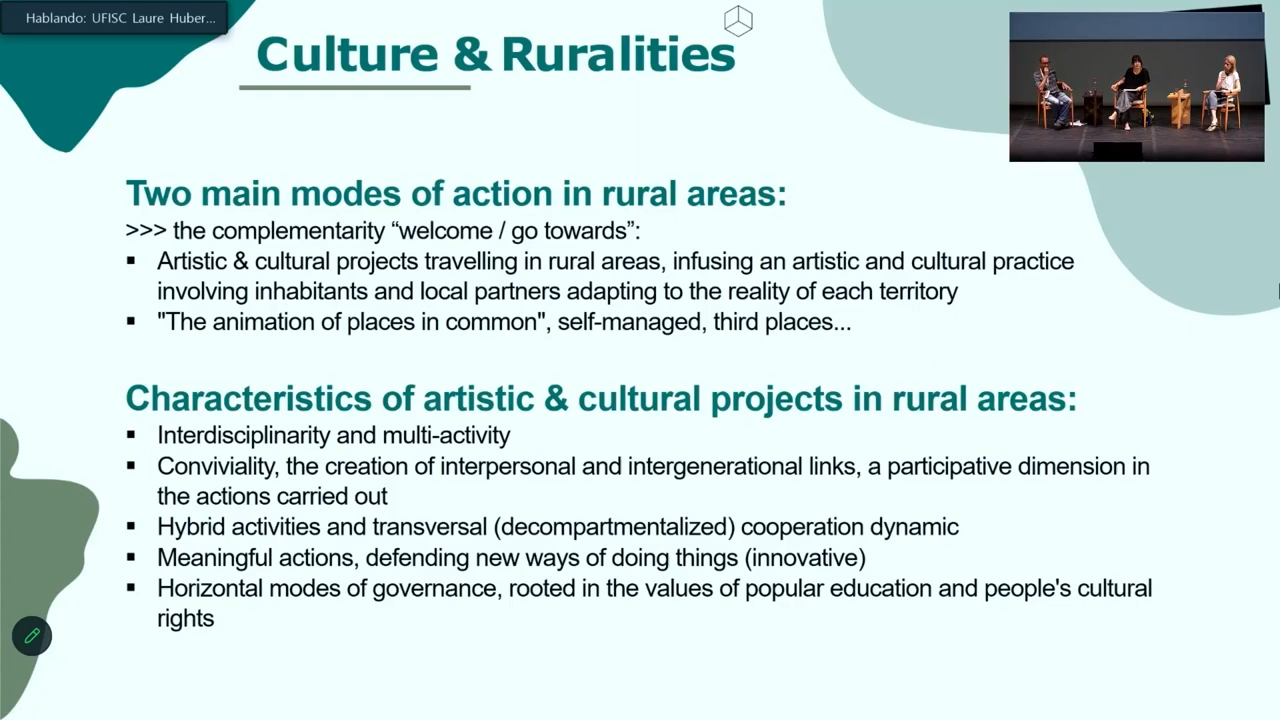 Hablando: UFISC Laure Huber...
Culture & Ruralities
Two main modes of action in rural areas:
>>> the complementarity “welcome / go towards”:
▪ Artistic & cultural projects travelling in rural areas, infusing an artistic and cultural practice
involving inhabitants and local partners adapting to the reality of each territory
▪ "The animation of places in common", self-managed, third places...
Characteristics of artistic & cultural projects in rural areas:
▪ Interdisciplinarity and multi-activity
▪ Conviviality, the creation of interpersonal and intergenerational links, a participative dimension in
the actions carried out
▪ Hybrid activities and transversal (decompartmentalized) cooperation dynamic
▪ Meaningful actions, defending new ways of doing things (innovative)
▪ Horizontal modes of governance, rooted in the values of popular education and people's cultural
rights